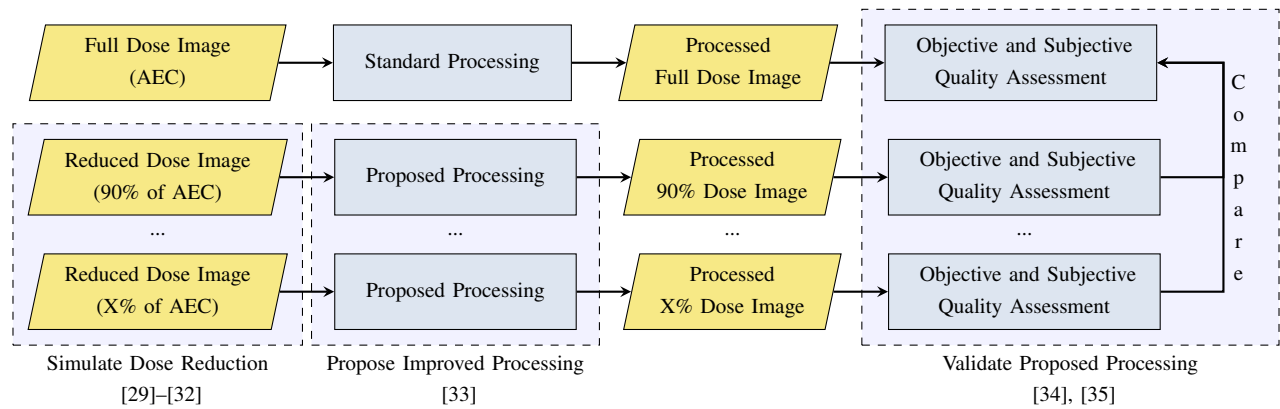 Full Dose Image
(AEC)
Standard Processing
Processed
Full Dose Image
Objective and Subjective
Quality Assessment
Reduced Dose Image
(90% of AEC)
Proposed Processing
Processed
90% Dose Image
Objective and Subjective
Quality Assessment
...
...
...
...
Reduced Dose Image
(X% of AEC)
Proposed Processing
Processed
X% Dose Image
Objective and Subjective
Quality Assessment
C
o
m
p
a
r
e
Simulate Dose Reduction
[29]–[32]
Propose Improved Processing
[33]
Validate Proposed Processing
[34], [35]